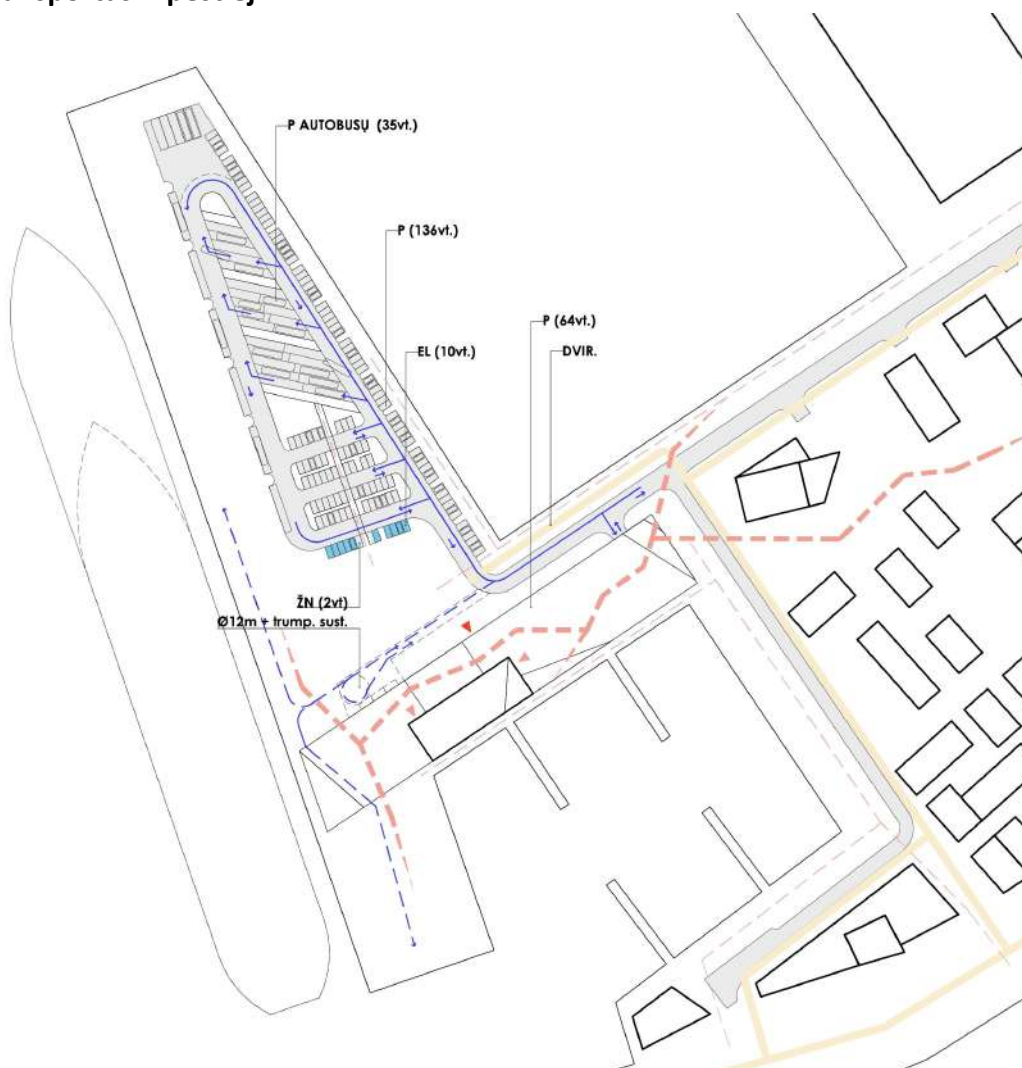 P AUTOBUSŲ (35vt.)
P (136vt.)
P (64vt.)
EL (10vt.)
DVIR.
ŽN (2vt)
Ø12m + trump. sust.